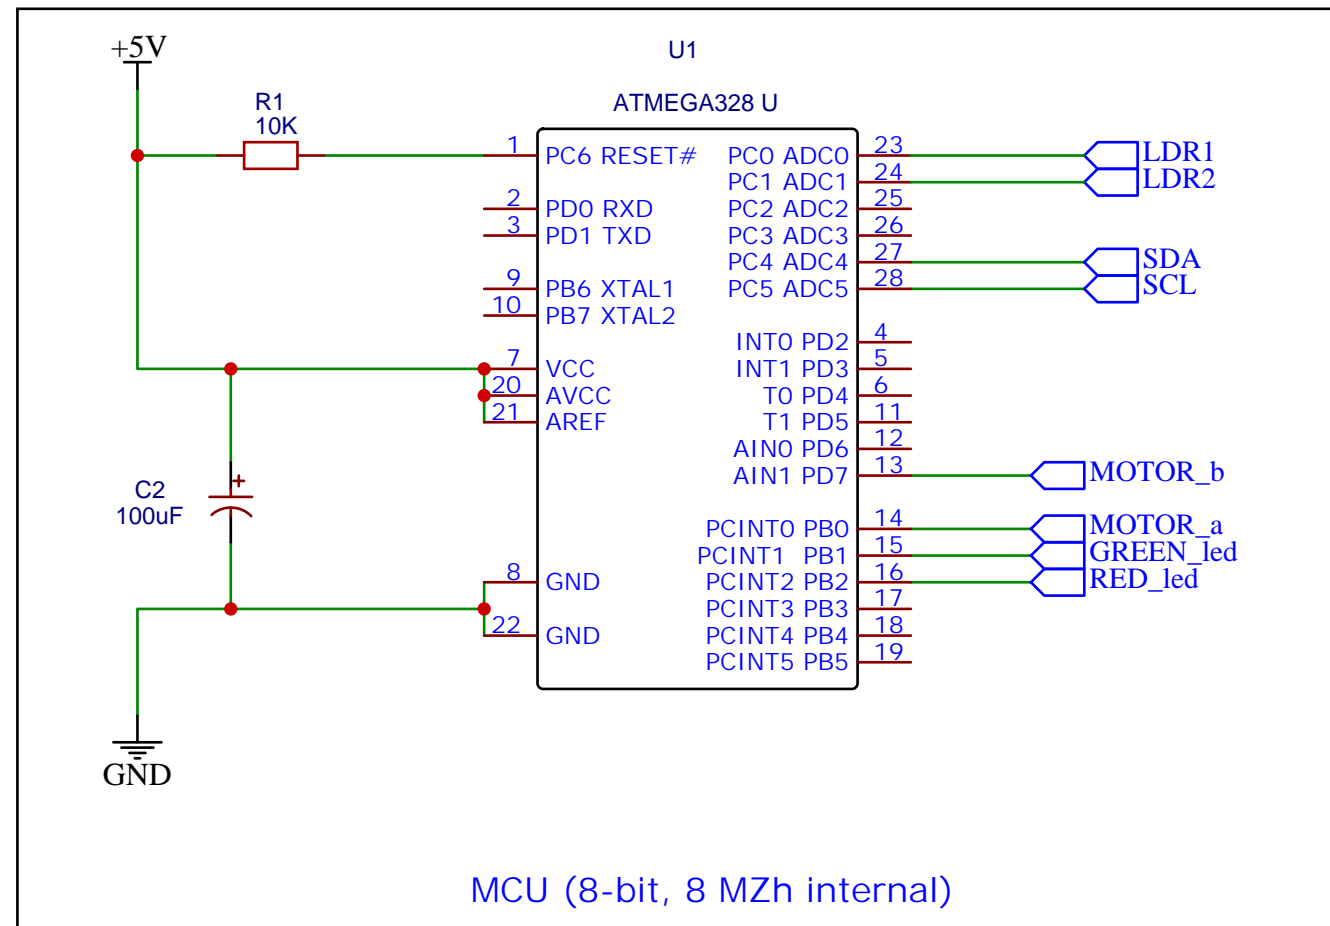 +5V
U1
ATMEGA328 U
R1
10K
1 PC6 RESET#
2 PD0 RXD
3 PD1 TXD
9 PB6 XTAL1
10 PB7 XTAL2
7 VCC
20 AVCC
21 AREF
8 GND
22 GND
PC0 ADC0 23 LDR1
PC1 ADC1 24 LDR2
PC2 ADC2 25
PC3 ADC3 26
PC4 ADC4 27 SDA
PC5 ADC5 28 SCL
INT0 PD2 4
INT1 PD3 5
T0 PD4 6
T1 PD5 11
AIN0 PD6 12
AIN1 PD7 13 MOTOR_b
PCINT0 PB0 14 MOTOR_a
PCINT1 PB1 15 GREEN_led
PCINT2 PB2 16 RED_led
PCINT3 PB3 17
PCINT4 PB4 18
PCINT5 PB5 19
C2
100uF
+
GND
MCU (8-bit, 8 MZh internal)